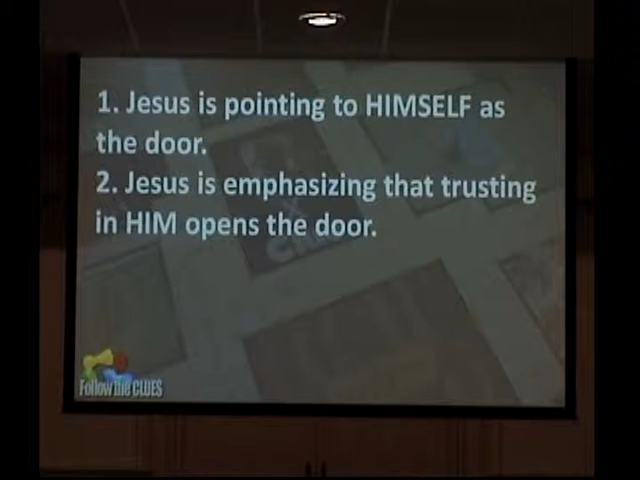 1. Jesus is pointing to HIMSELF as
the door.
2. Jesus is emphasizing that trusting
in HIM opens the door.
Follow the CLUES